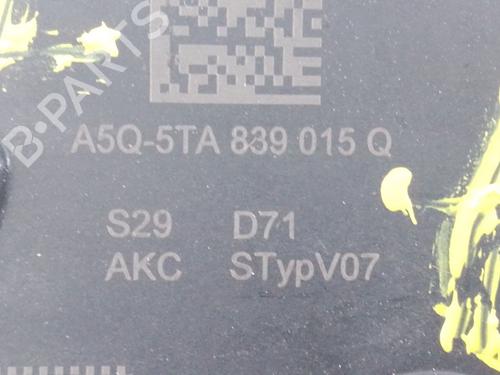 B-PARTS
A5Q-5TA 839 015 Q
S29 D71
AKC STypV07